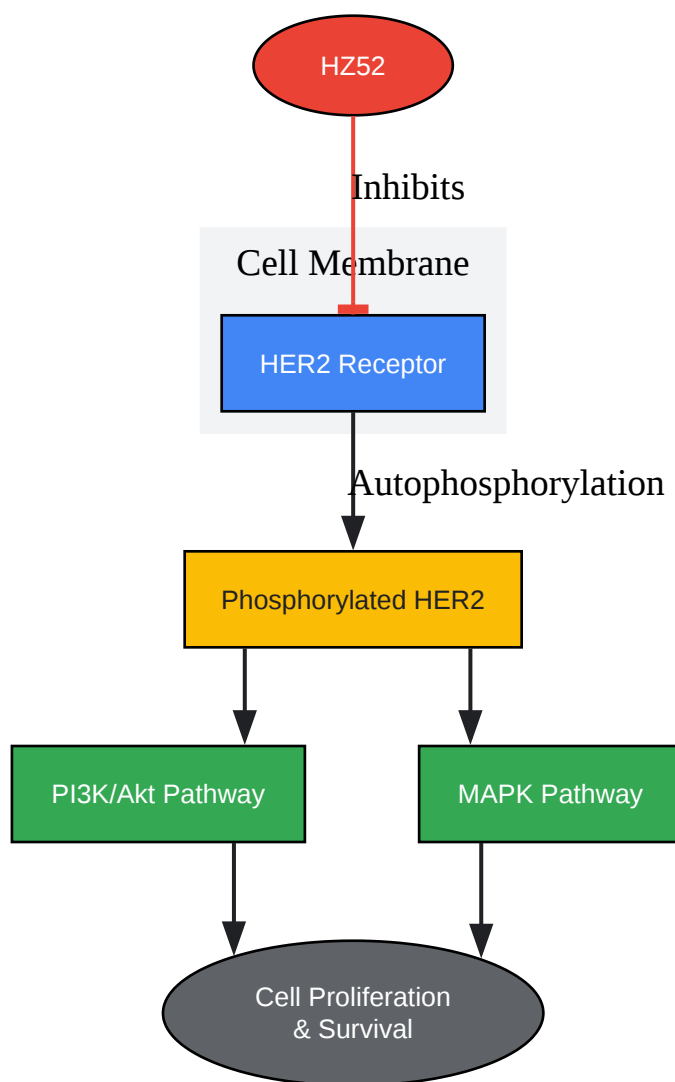 HZ52
Inhibits
Cell Membrane
HER2 Receptor
Autophosphorylation
Phosphorylated HER2
PI3K/Akt Pathway
MAPK Pathway
Cell Proliferation
& Survival